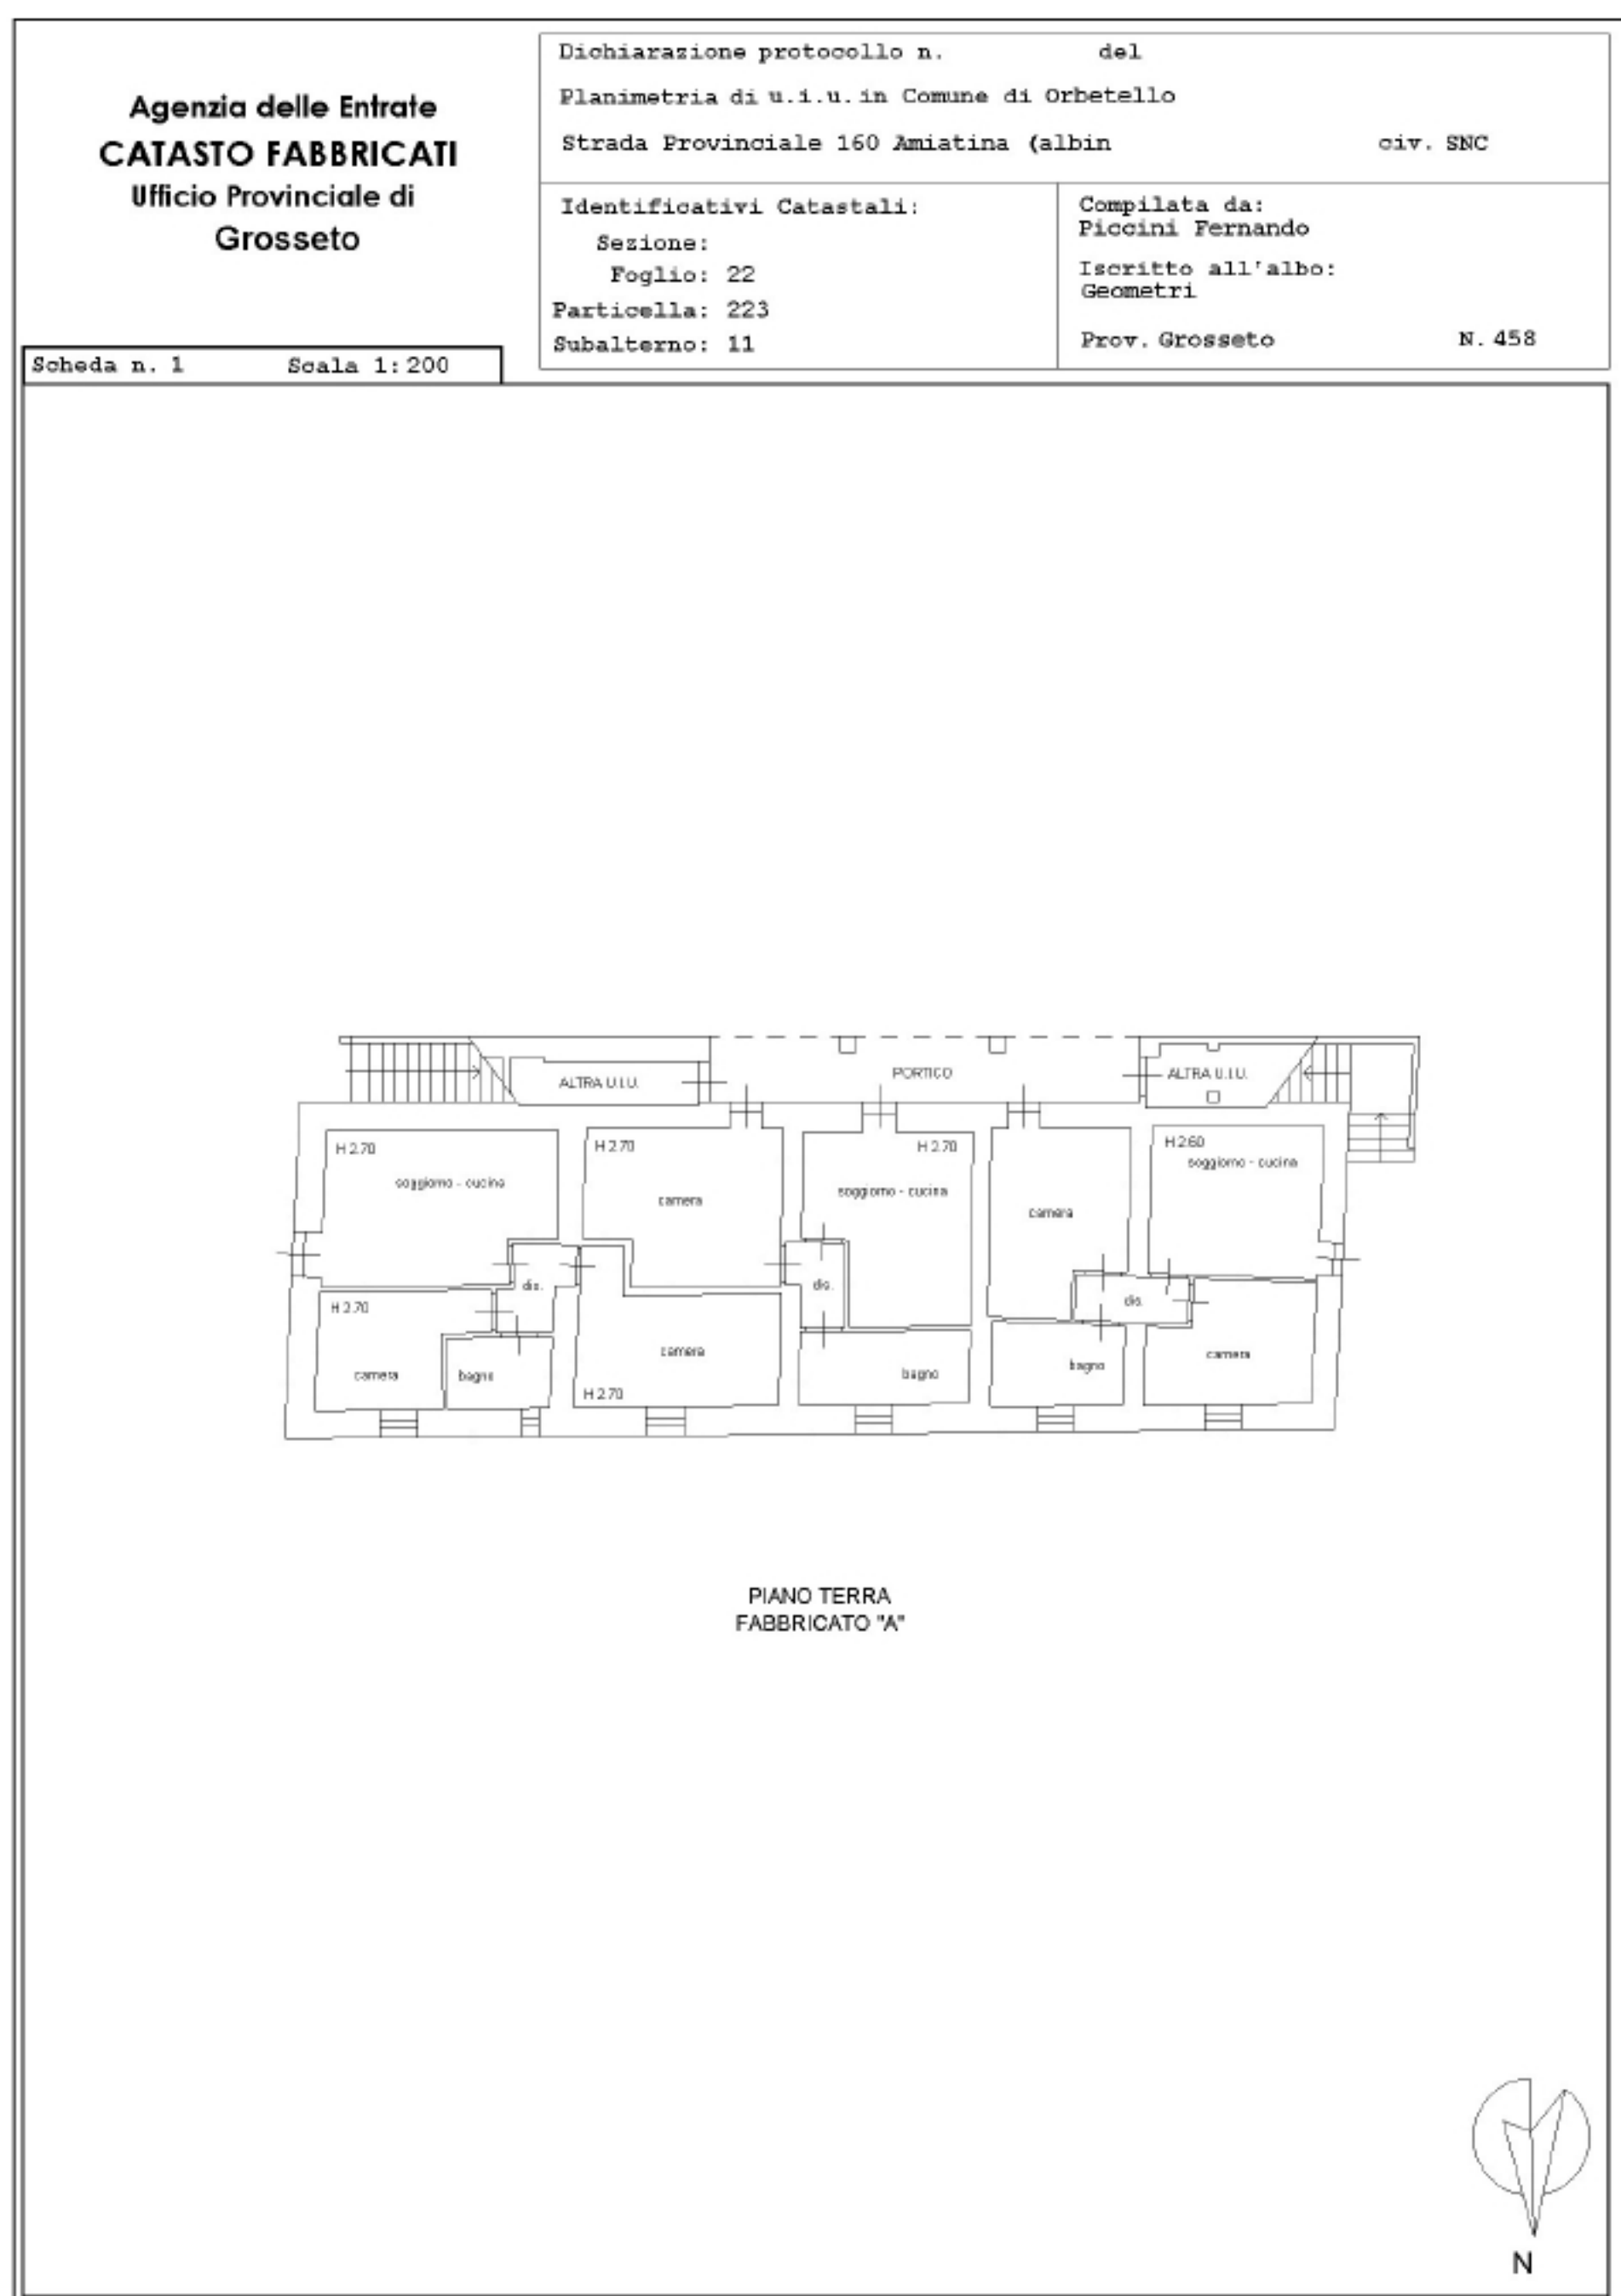 Agenzia delle Entrate
CATASTO FABBRICATI
Ufficio Provinciale di
Grosseto
Dichiarazione protocollo n. del
Planimetria di u.i.u. in Comune di Orbetello
Strada Provinciale 160 Amiatina (albin civ. SNC
Identificativi Catastali:
Sezione:
Foglio: 22
Particella: 223
Subalterno: 11
Compilata da:
Piccini Fernando
Iscritto all'albo:
Geometri
Prov. Grosseto N. 458
Scheda n. 1 Scala 1:200
ALTRA U.I.U.
PORTICO
ALTRA U.I.U.
H 2.70
soggiorno - cucina
H 2.70
camera
H 2.70
soggiorno - cucina
camera
H 2.60
soggiorno - cucina
dis.
dis.
dis.
H 2.70
camera
bagno
camera
H 2.70
bagno
bagno
camera
PIANO TERRA
FABBRICATO "A"
N